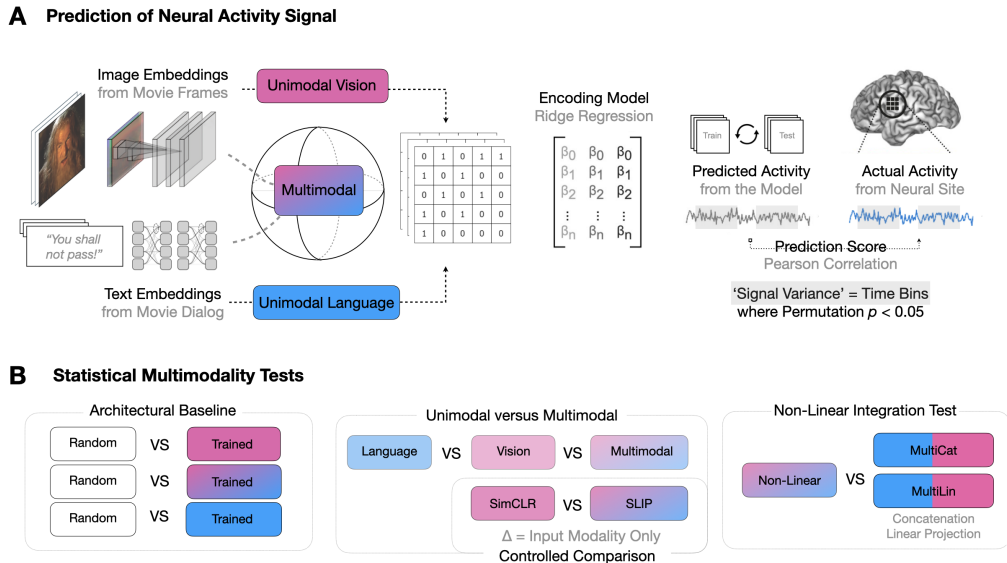 A Prediction of Neural Activity Signal
Image Embeddings
from Movie Frames
Unimodal Vision
Multimodal
"You shall
not pass!"
Text Embeddings
from Movie Dialog
Unimodal Language
0 1 0 1 1
1 0 1 0 0
0 1 0 1 0
1 0 1 0 0
1 0 0 0 0
Encoding Model
Ridge Regression
β0 β0 β0
β1 β1 β1
β2 β2 β2
⋮ ⋮ ⋮
βn βn βn
Train
Test
Predicted Activity
from the Model
Actual Activity
from Neural Site
Prediction Score
Pearson Correlation
'Signal Variance' = Time Bins
where Permutation p < 0.05
B Statistical Multimodality Tests
Architectural Baseline
Random VS Trained
Random VS Trained
Random VS Trained
Unimodal versus Multimodal
Language VS Vision VS Multimodal
SimCLR VS SLIP
Δ = Input Modality Only
Controlled Comparison
Non-Linear Integration Test
Non-Linear VS
MultiCat
MultiLin
Concatenation
Linear Projection